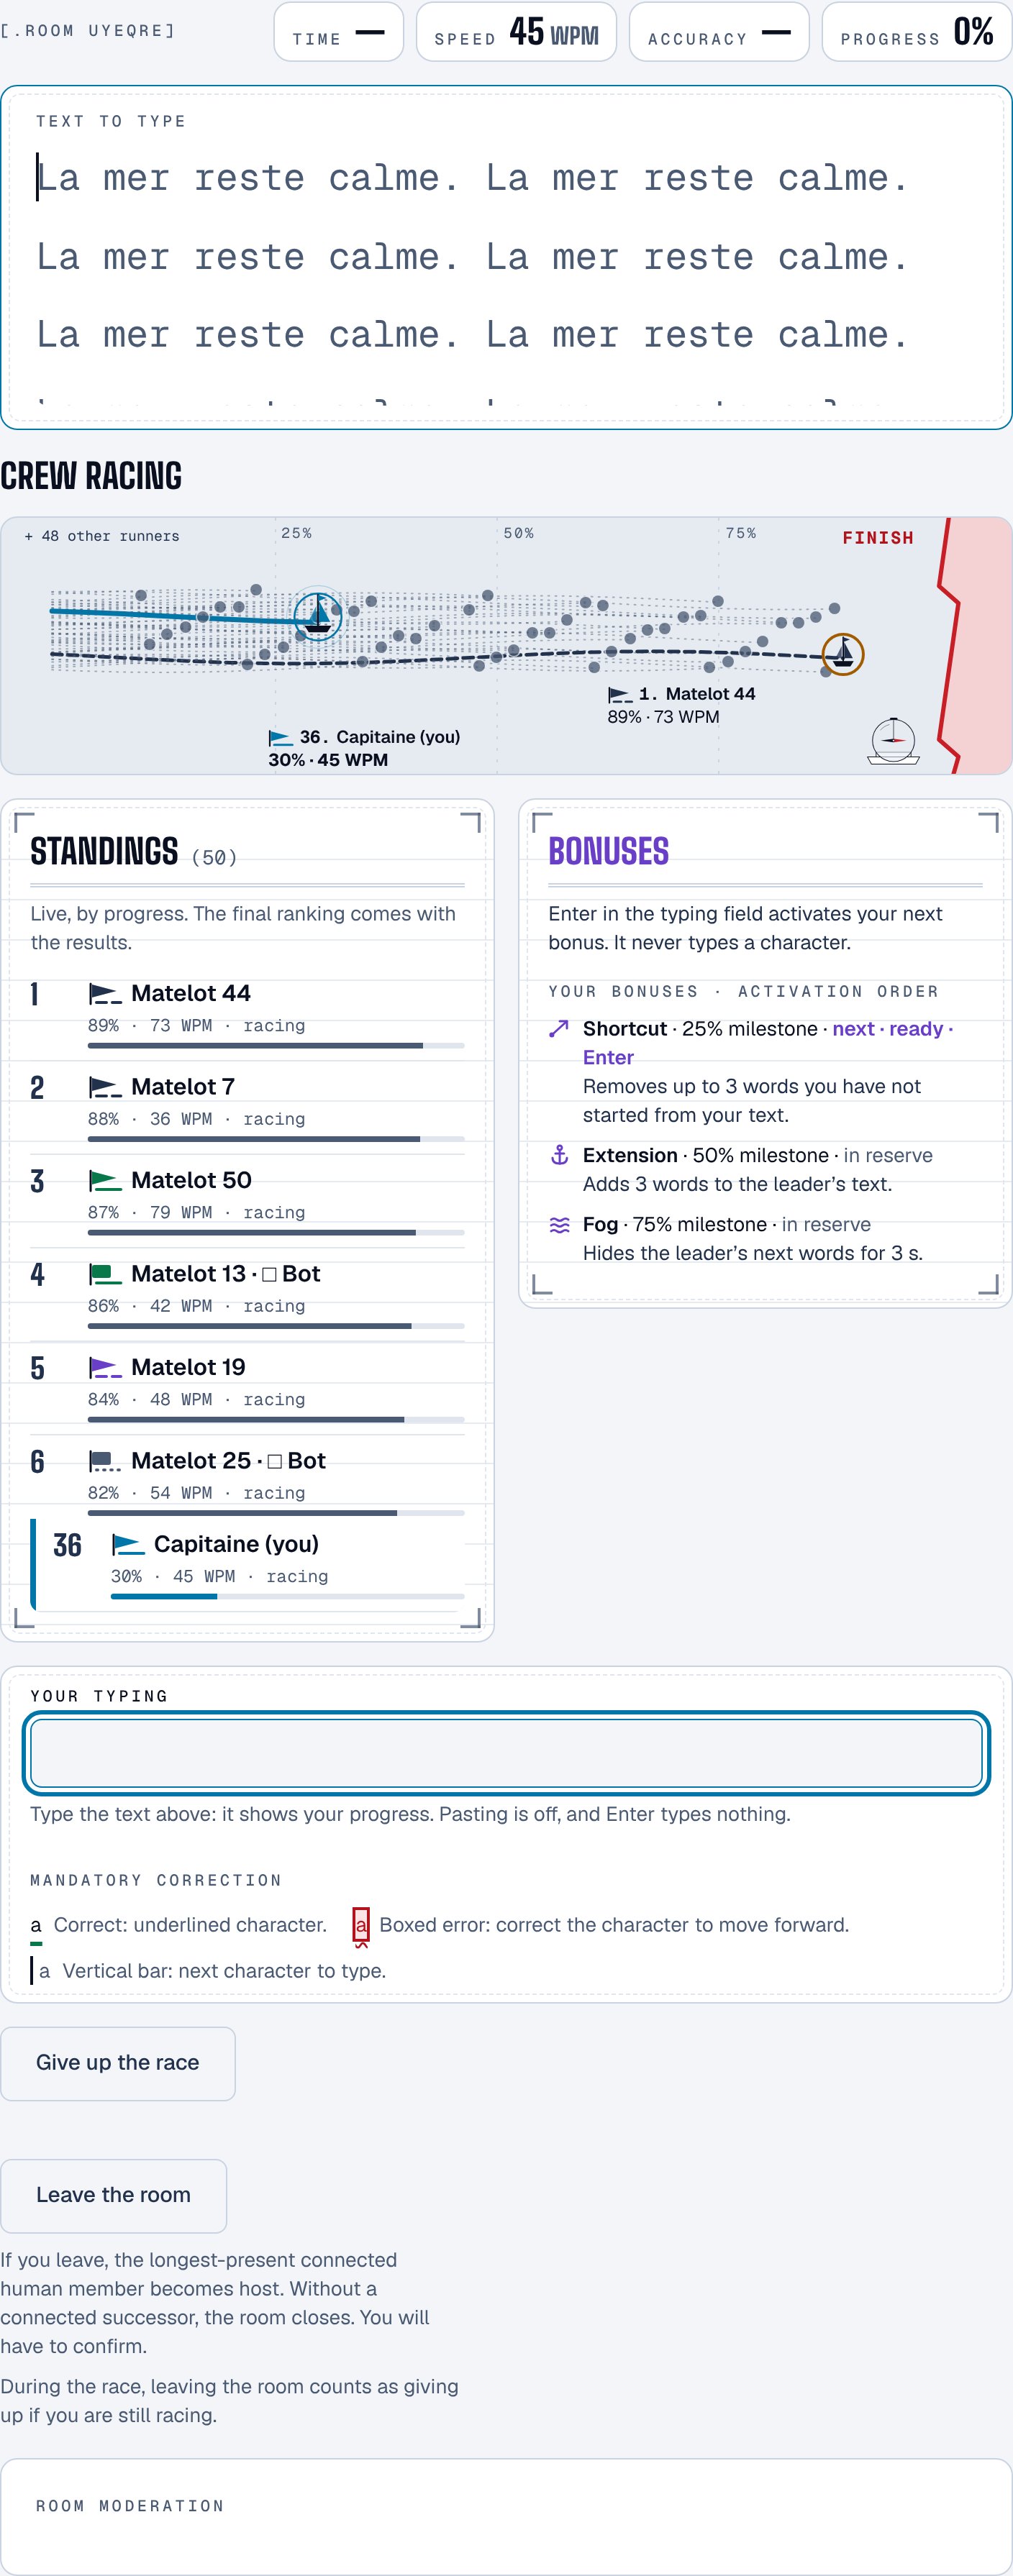 [.ROOM UYEQRE]
TIME —
SPEED 45 WPM
ACCURACY —
PROGRESS 0%
TEXT TO TYPE
La mer reste calme. La mer reste calme.
La mer reste calme. La mer reste calme.
La mer reste calme. La mer reste calme.
CREW RACING
+ 48 other runners
25%
50%
75%
FINISH
1. Matelot 44
89% · 73 WPM
36. Capitaine (you)
30% · 45 WPM
STANDINGS (50)
Live, by progress. The final ranking comes with
the results.
1 Matelot 44
89% · 73 WPM · racing
2 Matelot 7
88% · 36 WPM · racing
3 Matelot 50
87% · 79 WPM · racing
4 Matelot 13 · □ Bot
86% · 42 WPM · racing
5 Matelot 19
84% · 48 WPM · racing
6 Matelot 25 · □ Bot
82% · 54 WPM · racing
36 Capitaine (you)
30% · 45 WPM · racing
BONUSES
Enter in the typing field activates your next
bonus. It never types a character.
YOUR BONUSES · ACTIVATION ORDER
Shortcut · 25% milestone · next · ready ·
Enter
Removes up to 3 words you have not
started from your text.
Extension · 50% milestone · in reserve
Adds 3 words to the leader’s text.
Fog · 75% milestone · in reserve
Hides the leader’s next words for 3 s.
YOUR TYPING
Type the text above: it shows your progress. Pasting is off, and Enter types nothing.
MANDATORY CORRECTION
a Correct: underlined character. a Boxed error: correct the character to move forward.
a Vertical bar: next character to type.
Give up the race
Leave the room
If you leave, the longest-present connected
human member becomes host. Without a
connected successor, the room closes. You will
have to confirm.
During the race, leaving the room counts as giving
up if you are still racing.
ROOM MODERATION